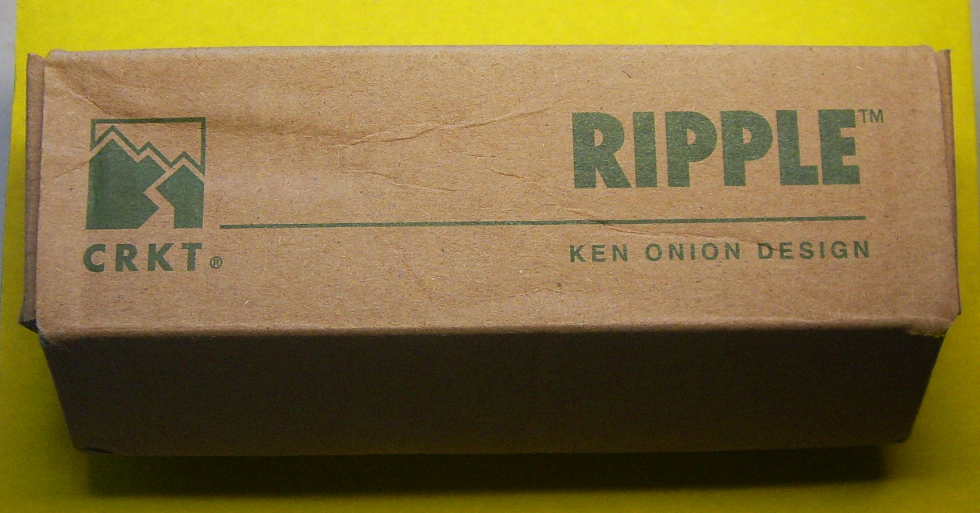 RIPPLE™
CRKT®
KEN ONION DESIGN